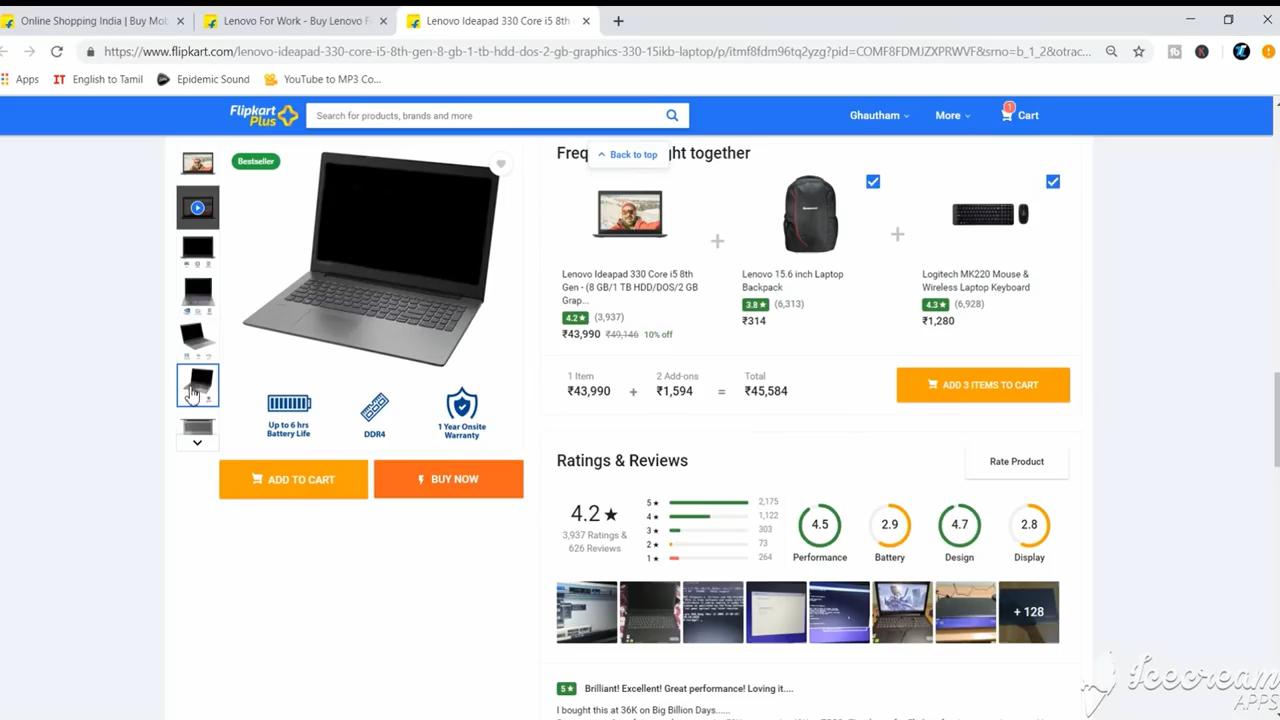 Online Shopping India | Buy Mob
Lenovo For Work - Buy Lenovo F
Lenovo Ideapad 330 Core i5 8th
https://www.flipkart.com/lenovo-ideapad-330-core-i5-8th-gen-8-gb-1-tb-hdd-dos-2-gb-graphics-330-15ikb-laptop/p/itmf8fdm96tq2yzg?pid=COMF8FDMJZXPRWVF&srno=b_1_2&otrac...
Apps
IT English to Tamil
Epidemic Sound
YouTube to MP3 Co...
Flipkart
Plus
Search for products, brands and more
Ghautham
More
1
Cart
Bestseller
Back to top
Freq ght together
Lenovo Ideapad 330 Core i5 8th
Gen - (8 GB/1 TB HDD/DOS/2 GB
Grap...
4.2★ (3,937)
₹43,990 ₹49,146 10% off
Lenovo 15.6 inch Laptop
Backpack
3.8★ (6,313)
₹314
Logitech MK220 Mouse &
Wireless Laptop Keyboard
4.3★ (6,928)
₹1,280
1 Item
₹43,990
+
2 Add-ons
₹1,594
=
Total
₹45,584
ADD 3 ITEMS TO CART
Up to 6 hrs
Battery Life
DDR4
1 Year Onsite
Warranty
ADD TO CART
BUY NOW
Ratings & Reviews
Rate Product
4.2★
3,937 Ratings &
626 Reviews
5★ 2,175
4★ 1,122
3★ 303
2★ 73
1★ 264
4.5
Performance
2.9
Battery
4.7
Design
2.8
Display
+ 128
5★ Brilliant! Excellent! Great performance! Loving it....
I bought this at 36K on Big Billion Days......
Icecream
APPS